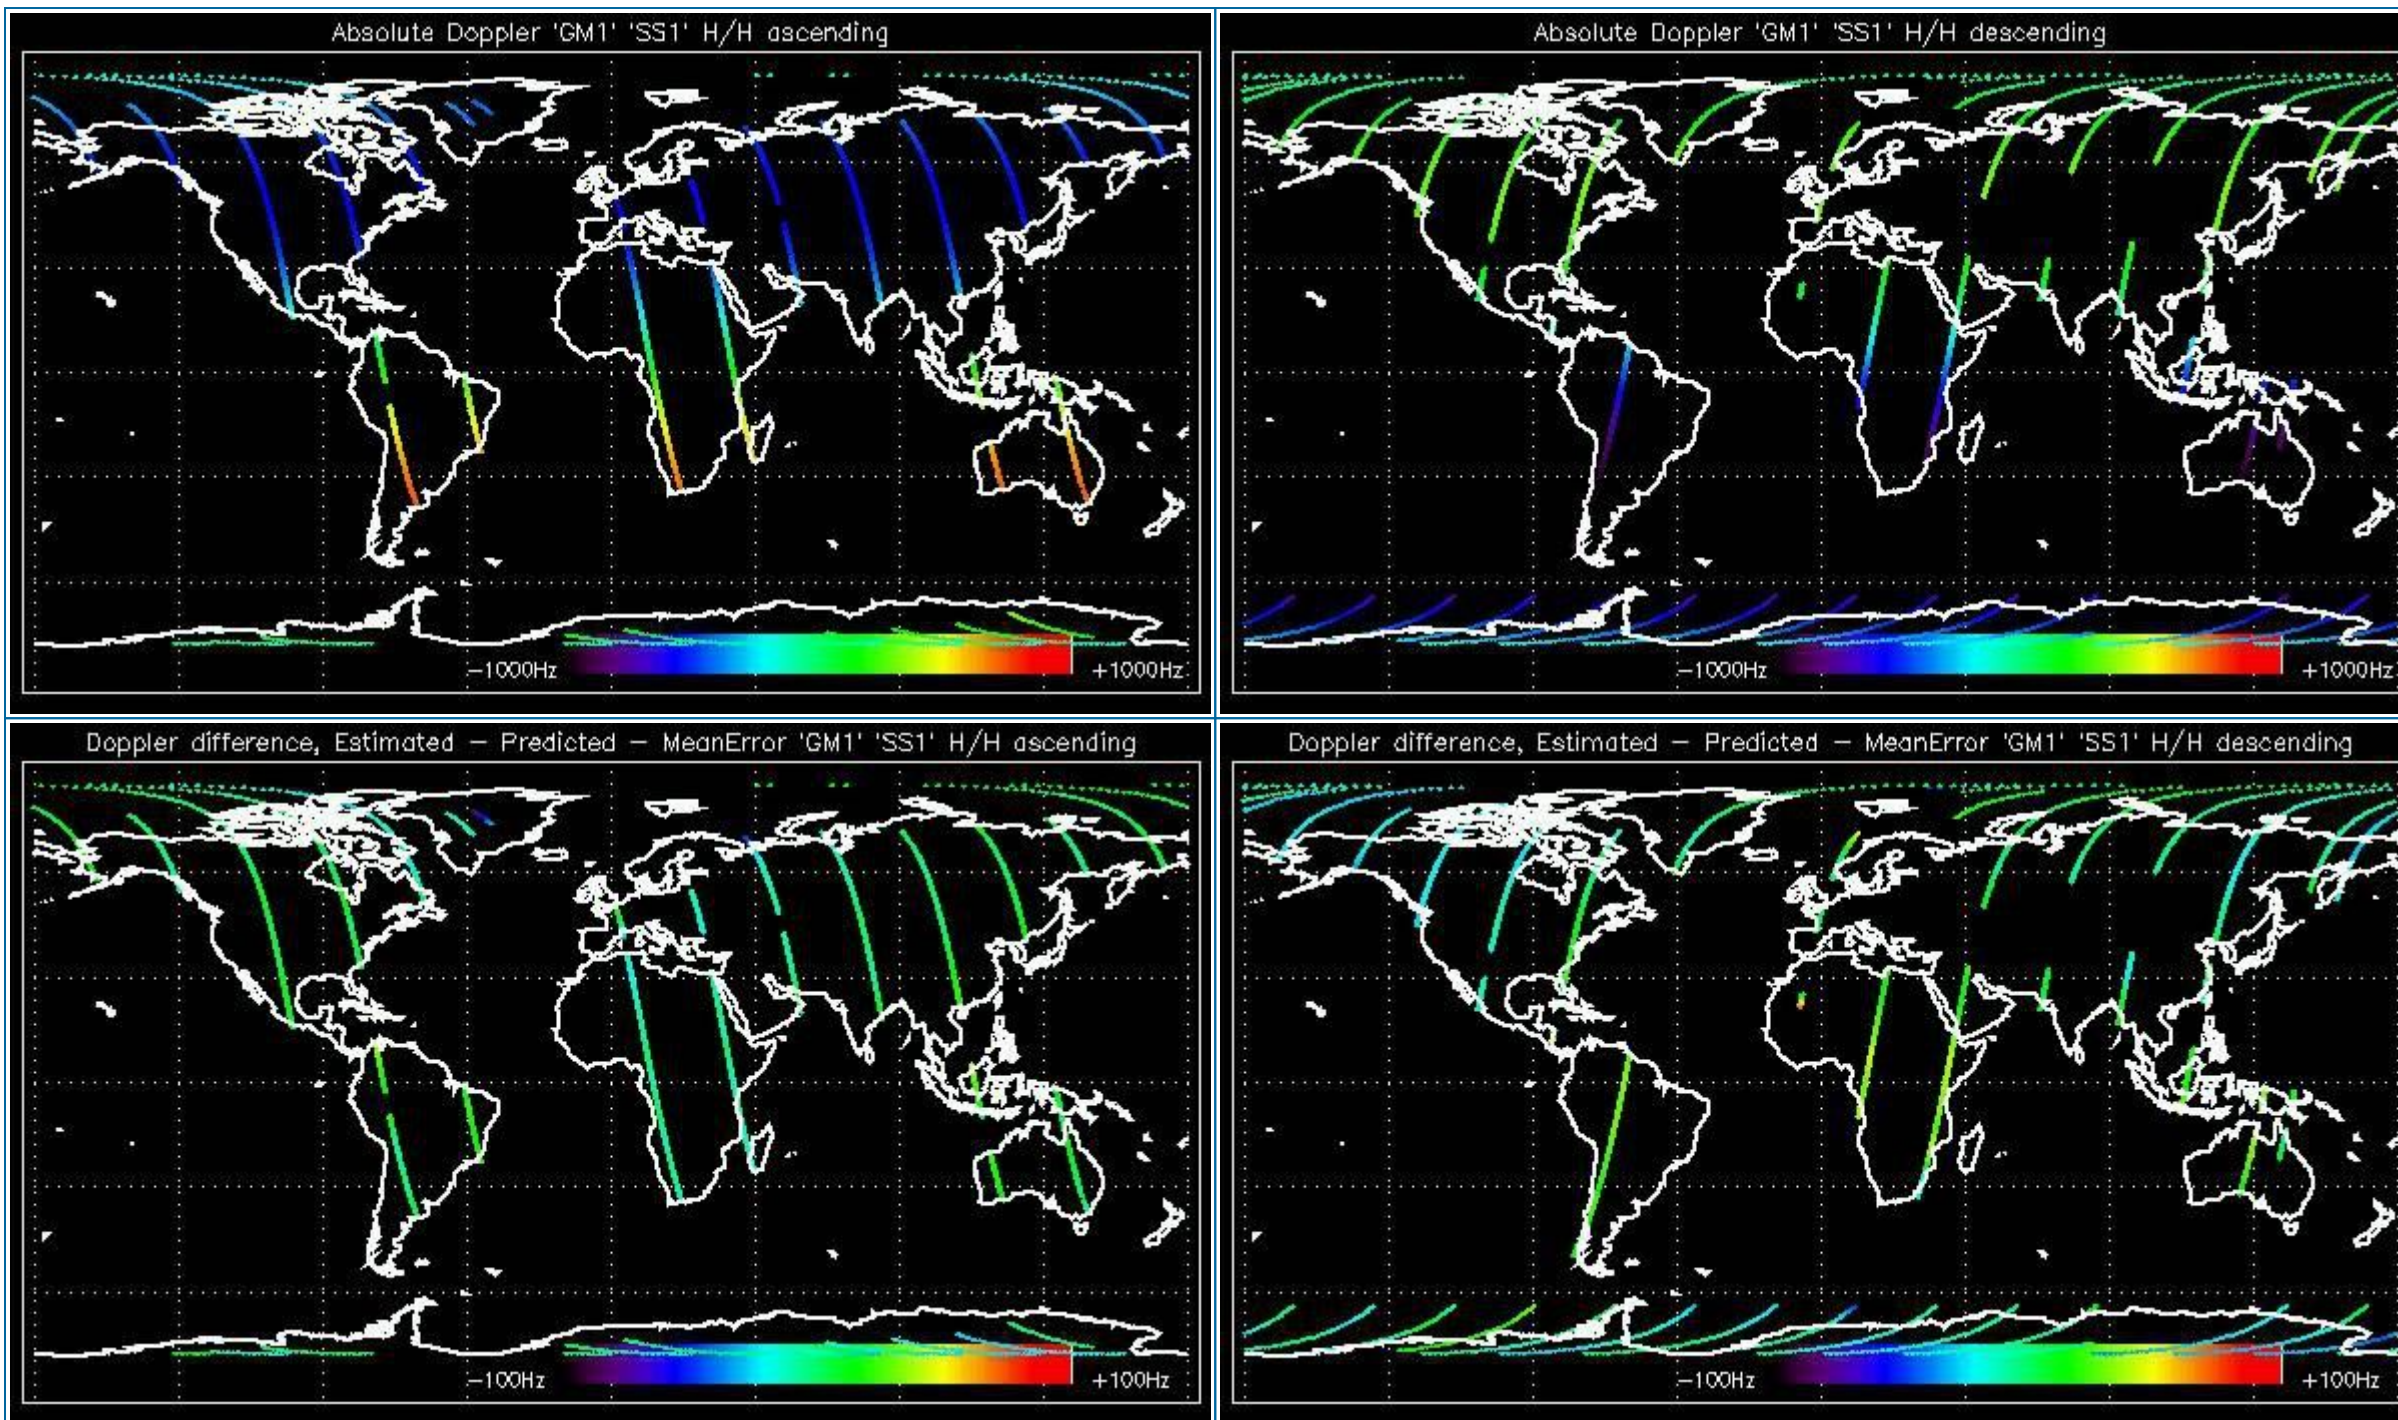 Absolute Doppler 'GM1' 'SS1' H/H ascending
−1000Hz
+1000Hz
Absolute Doppler 'GM1' 'SS1' H/H descending
−1000Hz
+1000Hz
Doppler difference, Estimated − Predicted − MeanError 'GM1' 'SS1' H/H ascending
−100Hz
+100Hz
Doppler difference, Estimated − Predicted − MeanError 'GM1' 'SS1' H/H descending
−100Hz
+100Hz